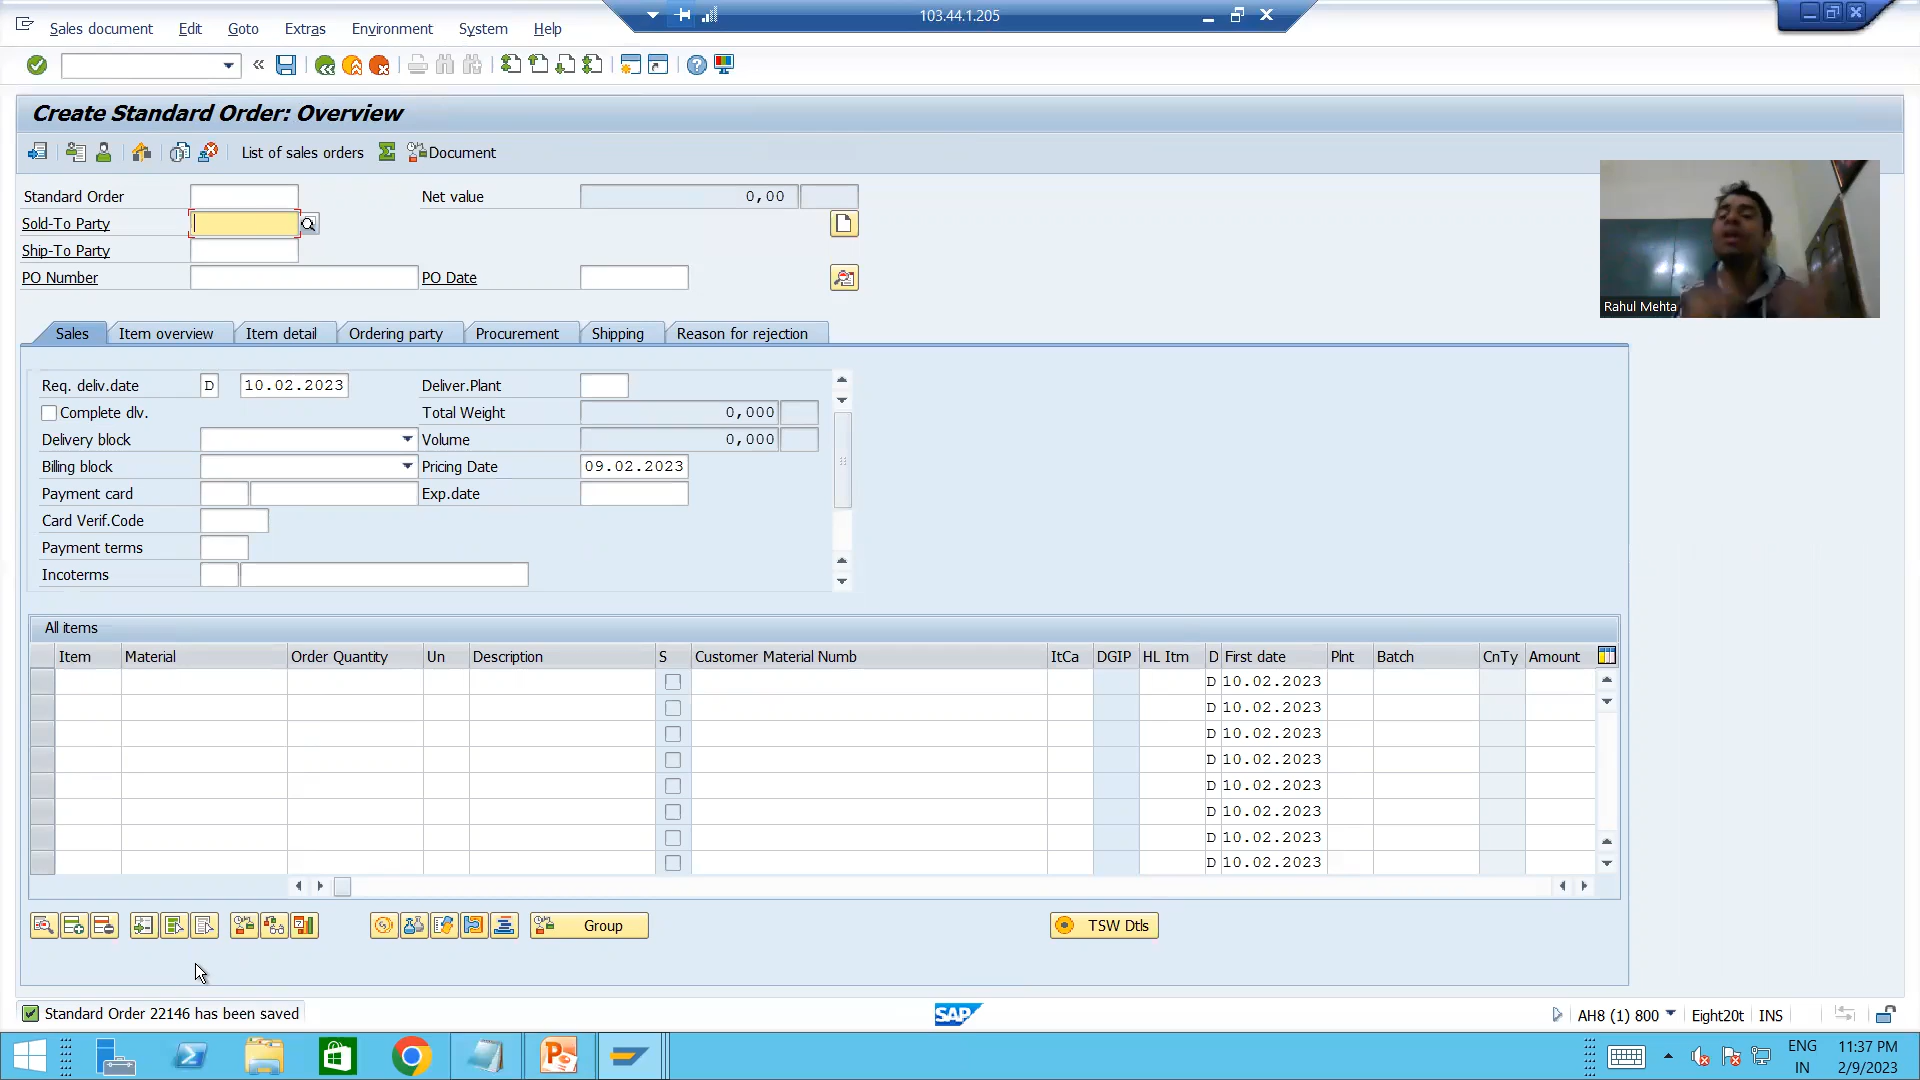 103.44.1.205
Sales document Edit Goto Extras Environment System Help
Create Standard Order: Overview
List of sales orders Document
Standard Order Net value 0,00
Sold-To Party
Ship-To Party
PO Number PO Date
Rahul Mehta
Sales Item overview Item detail Ordering party Procurement Shipping Reason for rejection
Req. deliv.date D 10.02.2023 Deliver.Plant
Complete dlv. Total Weight 0,000
Delivery block Volume 0,000
Billing block Pricing Date 09.02.2023
Payment card Exp.date
Card Verif.Code
Payment terms
Incoterms
All items
Item Material Order Quantity Un Description S Customer Material Numb ItCa DGIP HL Itm D First date Plnt Batch CnTy Amount
D 10.02.2023
D 10.02.2023
D 10.02.2023
D 10.02.2023
D 10.02.2023
D 10.02.2023
D 10.02.2023
D 10.02.2023
Group TSW Dtls
Standard Order 22146 has been saved SAP AH8 (1) 800 Eight20t INS
ENG 11:37 PM
IN 2/9/2023